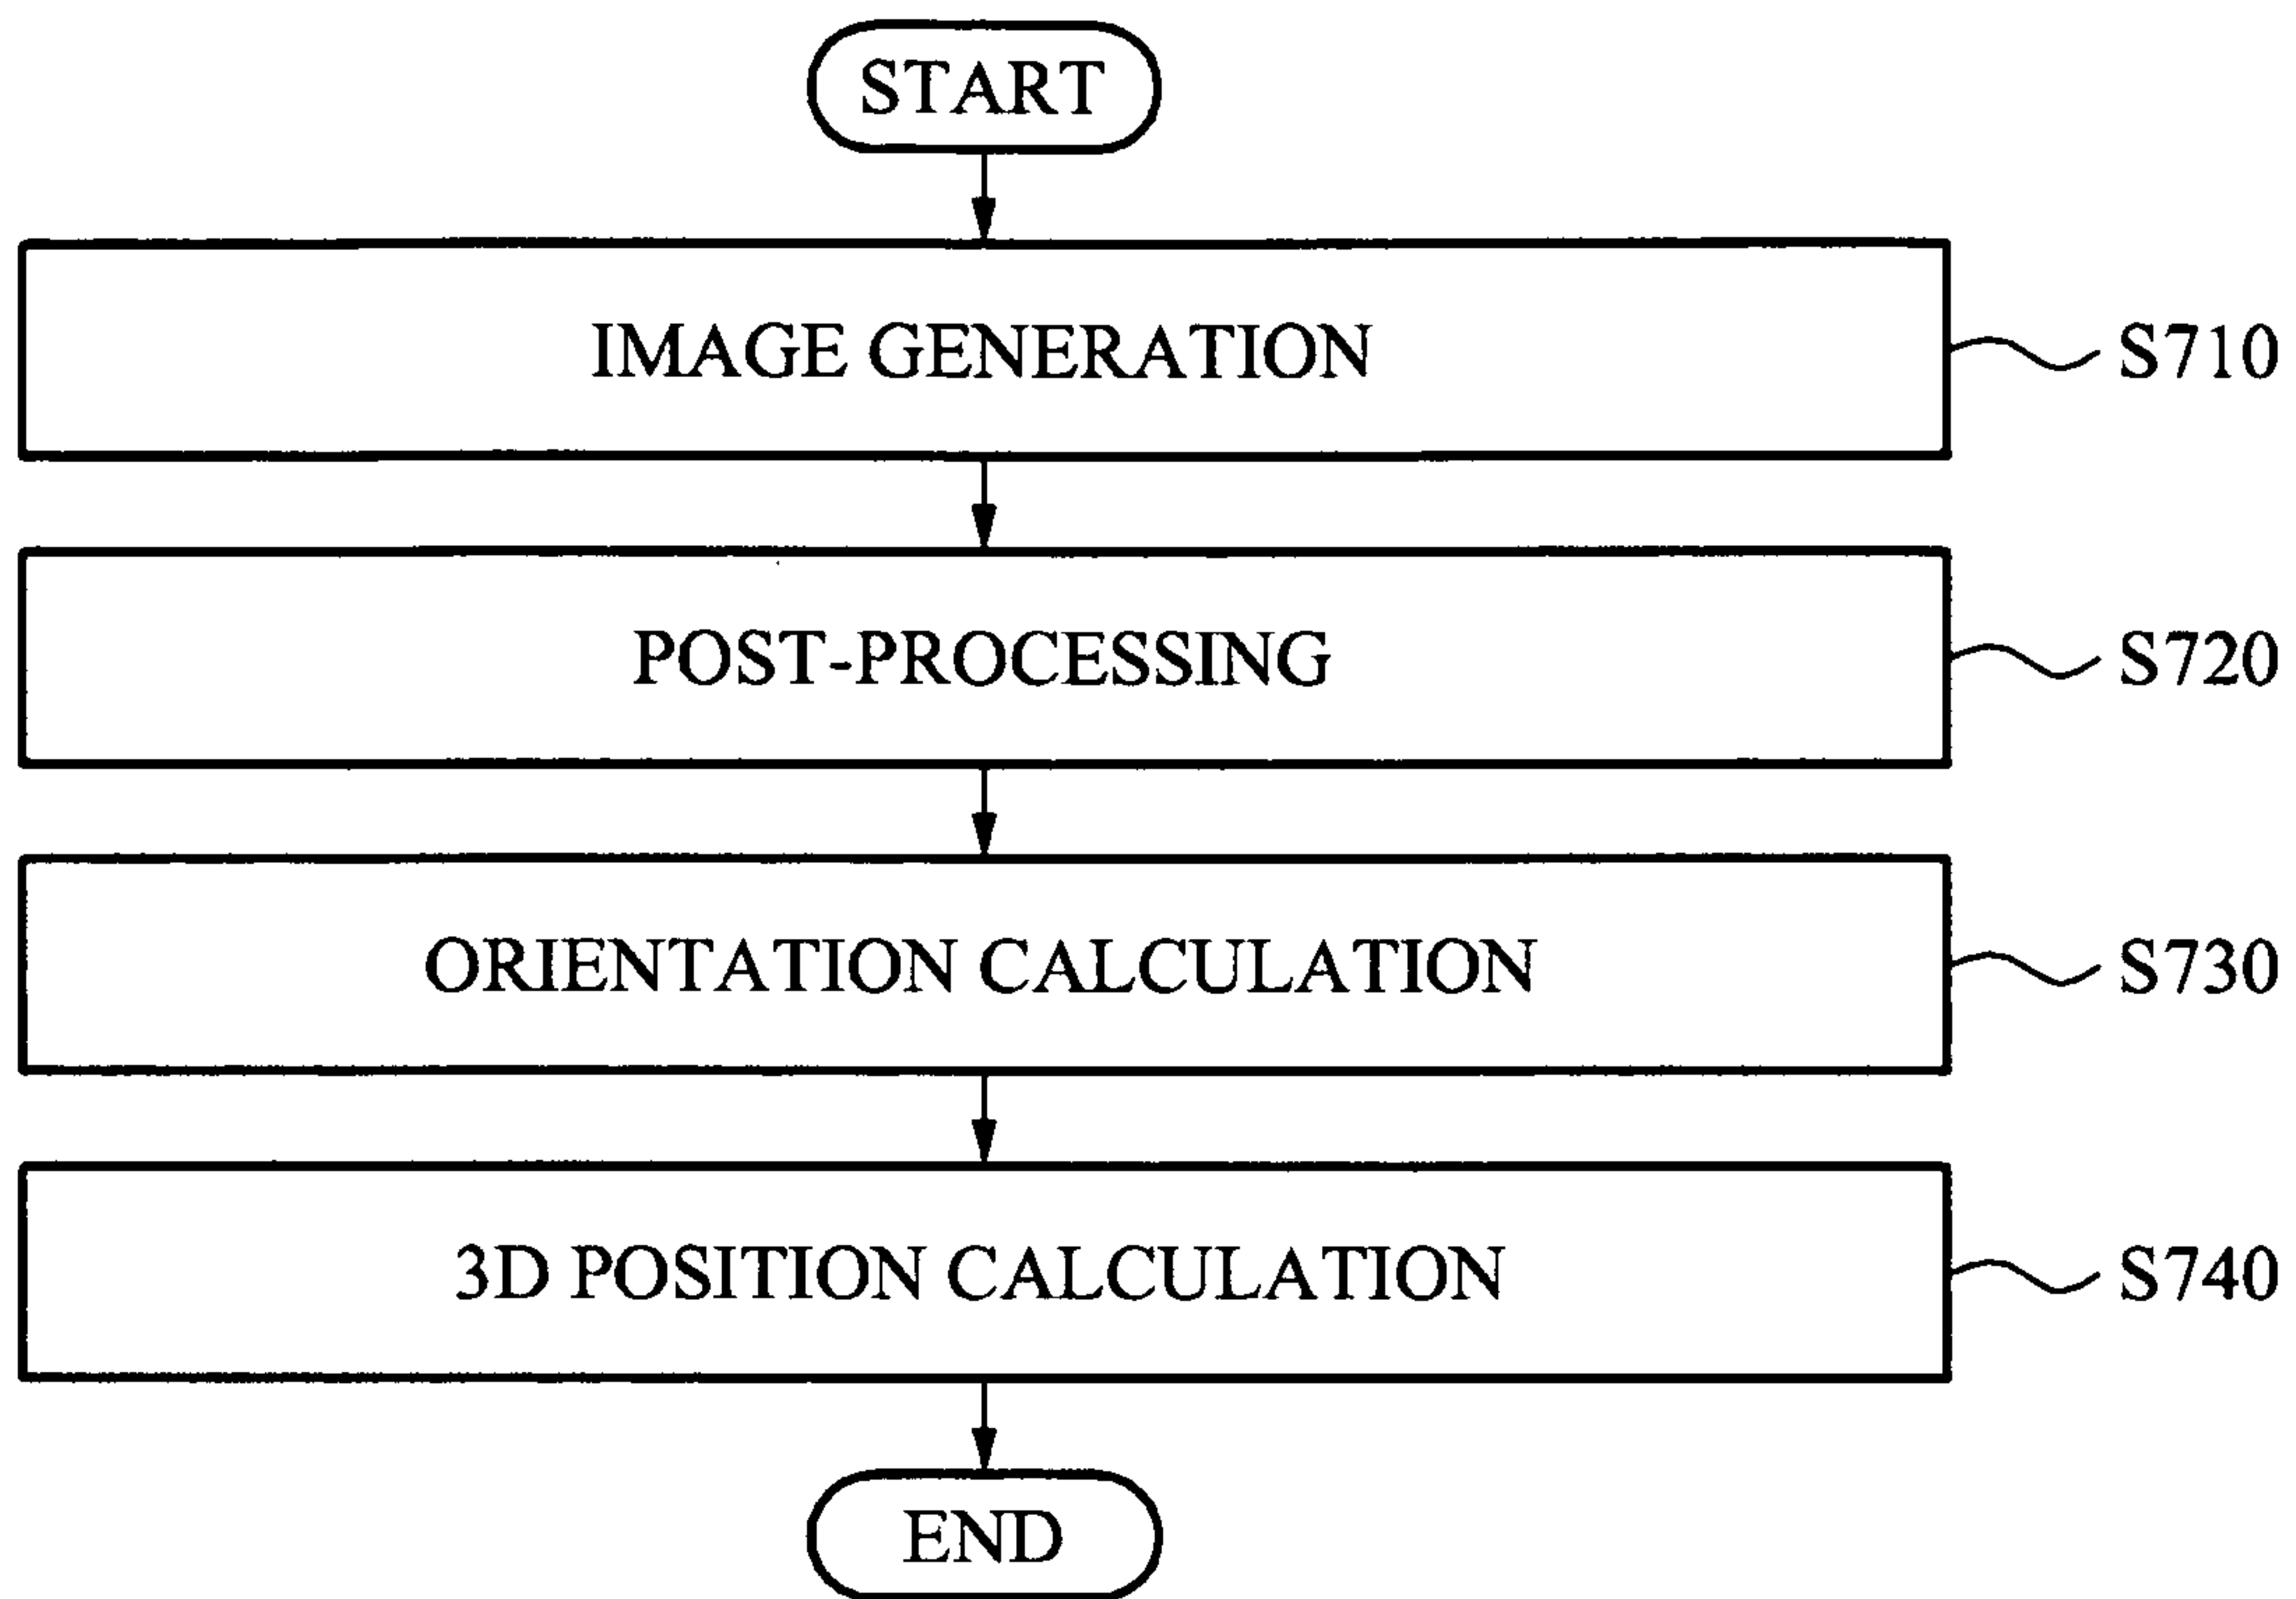 START
IMAGE GENERATION
S710
POST-PROCESSING
S720
ORIENTATION CALCULATION
S730
3D POSITION CALCULATION
S740
END